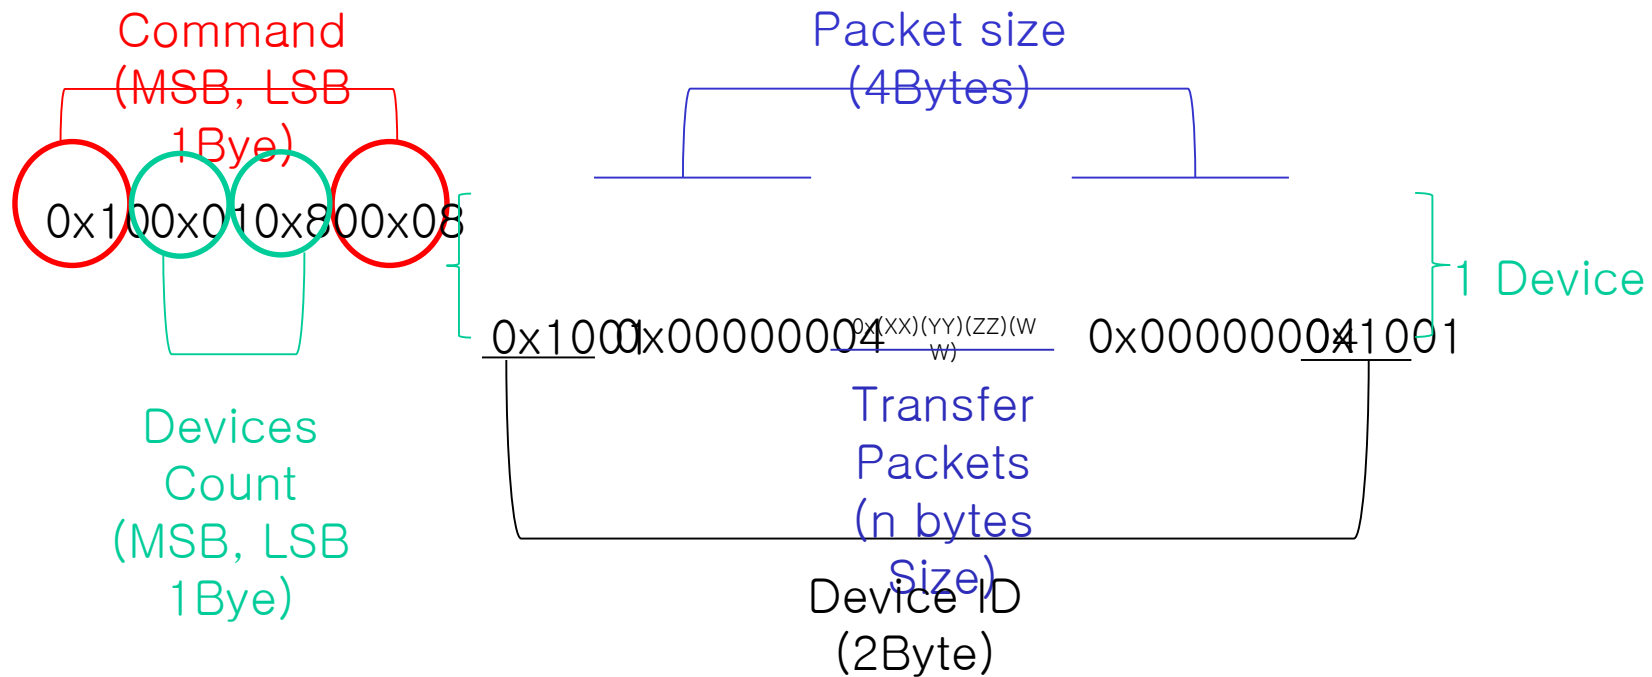 Command
(MSB, LSB
1Bye)
Packet size
(4Bytes)
0x10 0x01 0x80 0x08
1 Device
0x1001 0x00000004 0x(XX)(YY)(ZZ)(W
W) 0x00000004 0x1001
Transfer
Packets
(n bytes
Size)
Devices
Count
(MSB, LSB
1Bye)
Device ID
(2Byte)